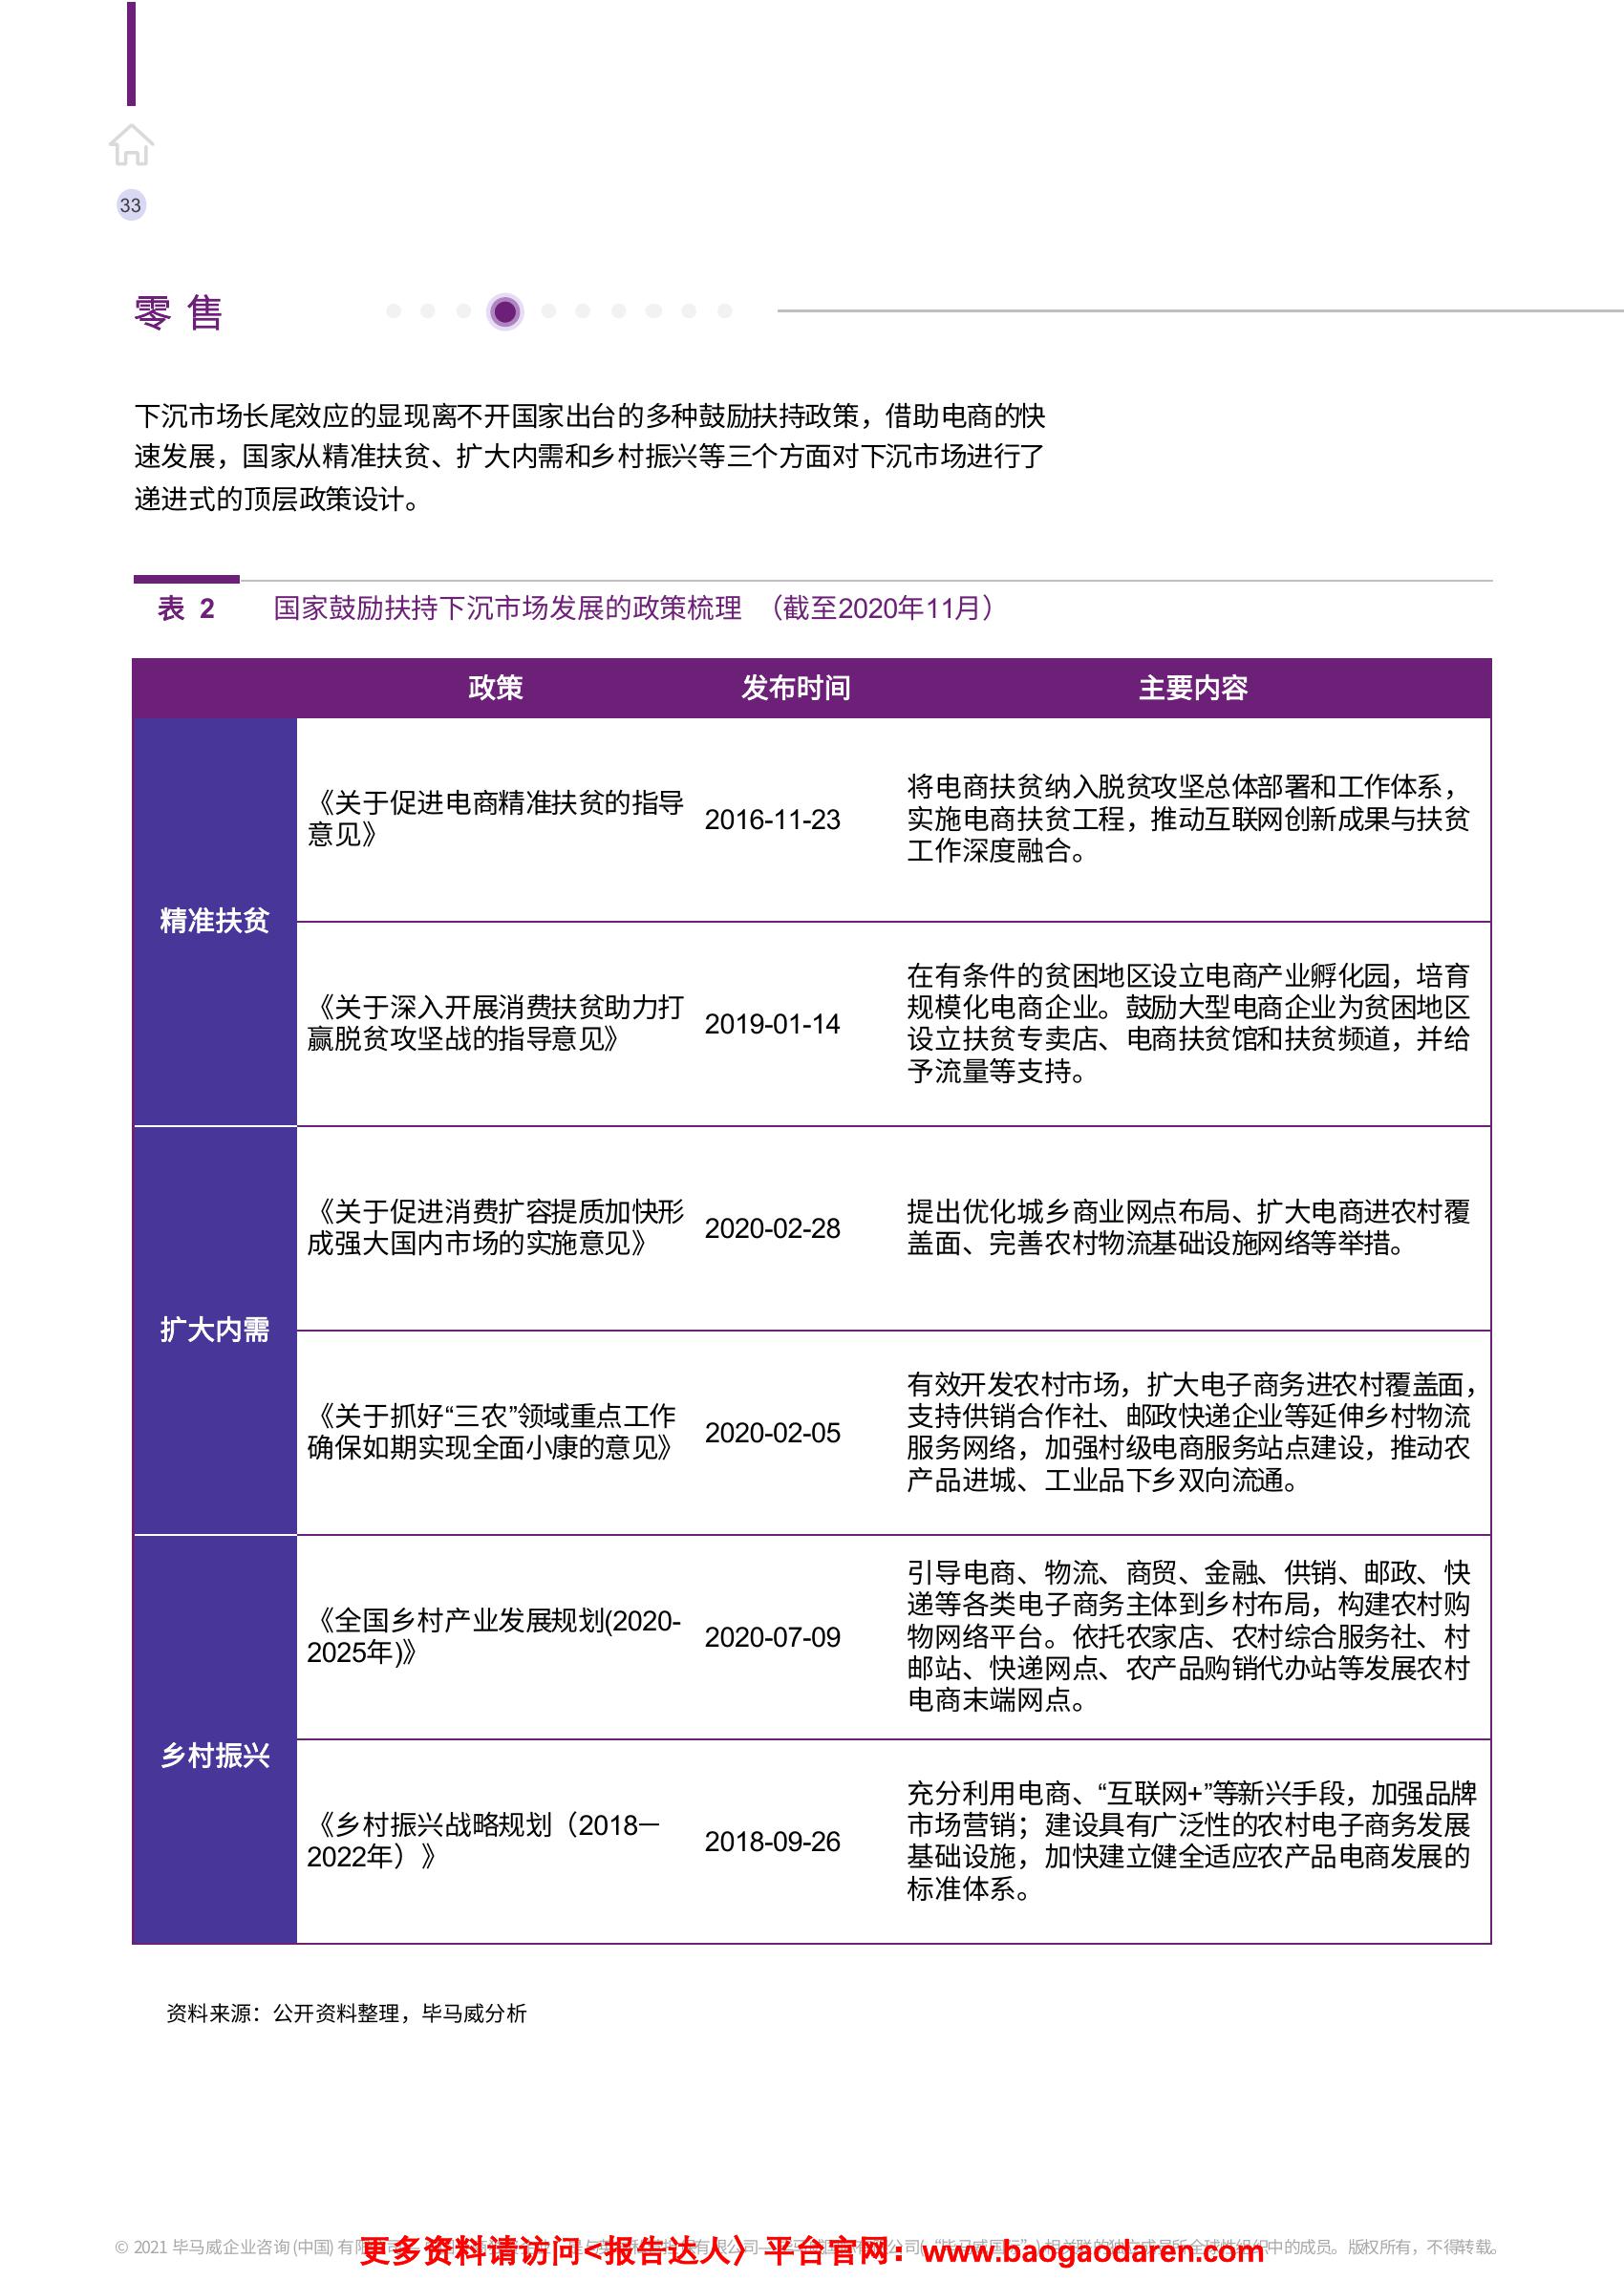 33
零售
下沉市场长尾效应的显现离不开国家出台的多种鼓励扶持政策，借助电商的快
速发展，国家从精准扶贫、扩大内需和乡村振兴等三个方面对下沉市场进行了
递进式的顶层政策设计。
表 2 国家鼓励扶持下沉市场发展的政策梳理 （截至2020年11月）
政策 发布时间 主要内容
精准扶贫
《关于促进电商精准扶贫的指导
意见》
2016-11-23
将电商扶贫纳入脱贫攻坚总体部署和工作体系，
实施电商扶贫工程，推动互联网创新成果与扶贫
工作深度融合。
《关于深入开展消费扶贫助力打
赢脱贫攻坚战的指导意见》
2019-01-14
在有条件的贫困地区设立电商产业孵化园，培育
规模化电商企业。鼓励大型电商企业为贫困地区
设立扶贫专卖店、电商扶贫馆和扶贫频道，并给
予流量等支持。
扩大内需
《关于促进消费扩容提质加快形
成强大国内市场的实施意见》
2020-02-28
提出优化城乡商业网点布局、扩大电商进农村覆
盖面、完善农村物流基础设施网络等举措。
《关于抓好“三农”领域重点工作
确保如期实现全面小康的意见》
2020-02-05
有效开发农村市场，扩大电子商务进农村覆盖面，
支持供销合作社、邮政快递企业等延伸乡村物流
服务网络，加强村级电商服务站点建设，推动农
产品进城、工业品下乡双向流通。
乡村振兴
《全国乡村产业发展规划(2020-
2025年)》
2020-07-09
引导电商、物流、商贸、金融、供销、邮政、快
递等各类电子商务主体到乡村布局，构建农村购
物网络平台。依托农家店、农村综合服务社、村
邮站、快递网点、农产品购销代办站等发展农村
电商末端网点。
《乡村振兴战略规划（2018—
2022年）》
2018-09-26
充分利用电商、“互联网+”等新兴手段，加强品牌
市场营销；建设具有广泛性的农村电子商务发展
基础设施，加快建立健全适应农产品电商发展的
标准体系。
资料来源：公开资料整理，毕马威分析
© 2021 毕马威企业咨询(中国) 有限 中的成员。版权所有，不得转载。
更多资料请访问<报告达人〉平台官网：www.baogaodaren.com